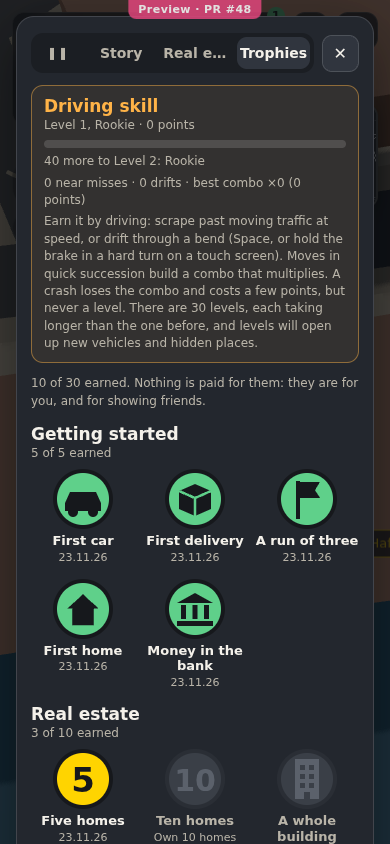 Preview · PR #48
Story
Real e…
Trophies
Driving skill
Level 1, Rookie · 0 points
40 more to Level 2: Rookie
0 near misses · 0 drifts · best combo ×0 (0
points)
Earn it by driving: scrape past moving traffic at
speed, or drift through a bend (Space, or hold the
brake in a hard turn on a touch screen). Moves in
quick succession build a combo that multiplies. A
crash loses the combo and costs a few points, but
never a level. There are 30 levels, each taking
longer than the one before, and levels will open
up new vehicles and hidden places.
10 of 30 earned. Nothing is paid for them: they are for
you, and for showing friends.
Getting started
5 of 5 earned
First car
23.11.26
First delivery
23.11.26
A run of three
23.11.26
First home
23.11.26
Money in the
bank
23.11.26
Real estate
3 of 10 earned
5
Five homes
23.11.26
10
Ten homes
Own 10 homes
A whole
building